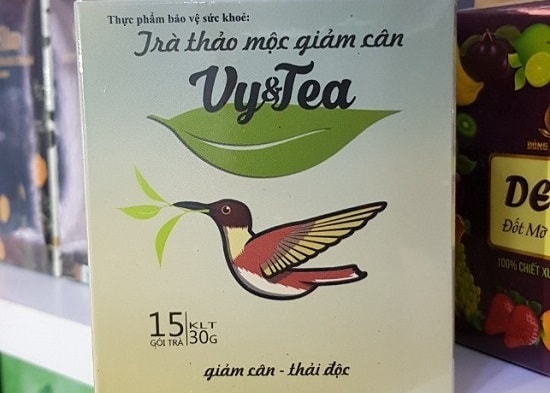 Thực phẩm bảo vệ sức khoẻ:
Trà thảo mộc giảm cân
Vy&Tea
15
GÓI TRÀ
KLT
30G
giảm cân - thải độc
ĐÔNG
DE
Đốt Mỡ
100% CHIẾT XU